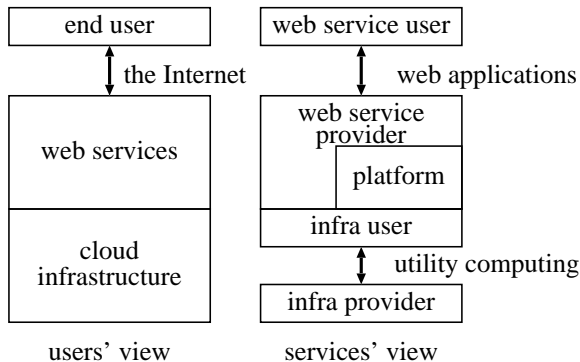 end user
the Internet
web services
cloud
infrastructure
users’ view
web service user
web applications
web service
provider
platform
infra user
utility computing
infra provider
services’ view